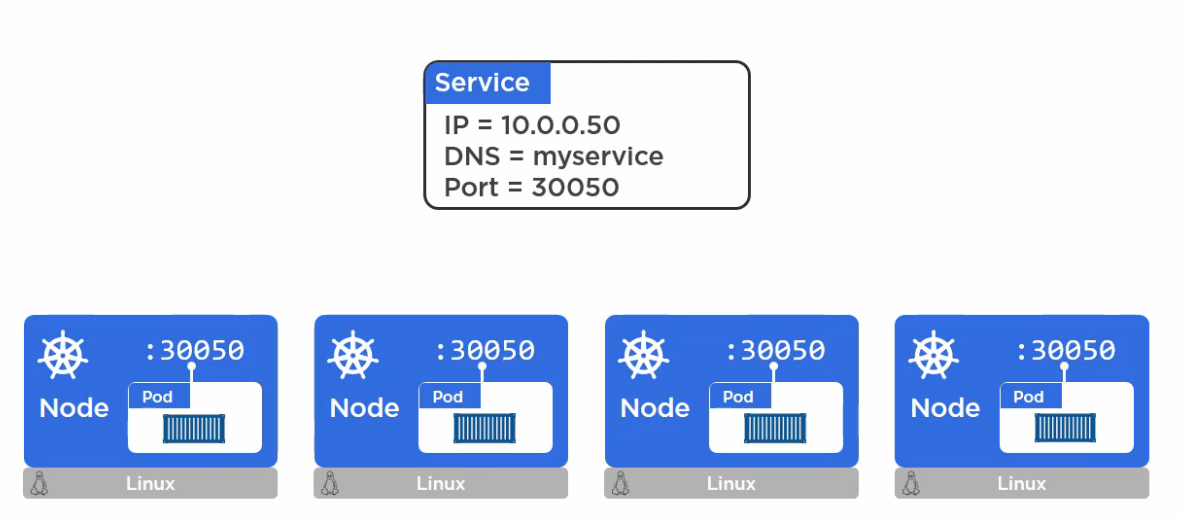 Service
IP = 10.0.0.50
DNS = myservice
Port = 30050
:30050
Pod
Node
Linux
:30050
Pod
Node
Linux
:30050
Pod
Node
Linux
:30050
Pod
Node
Linux